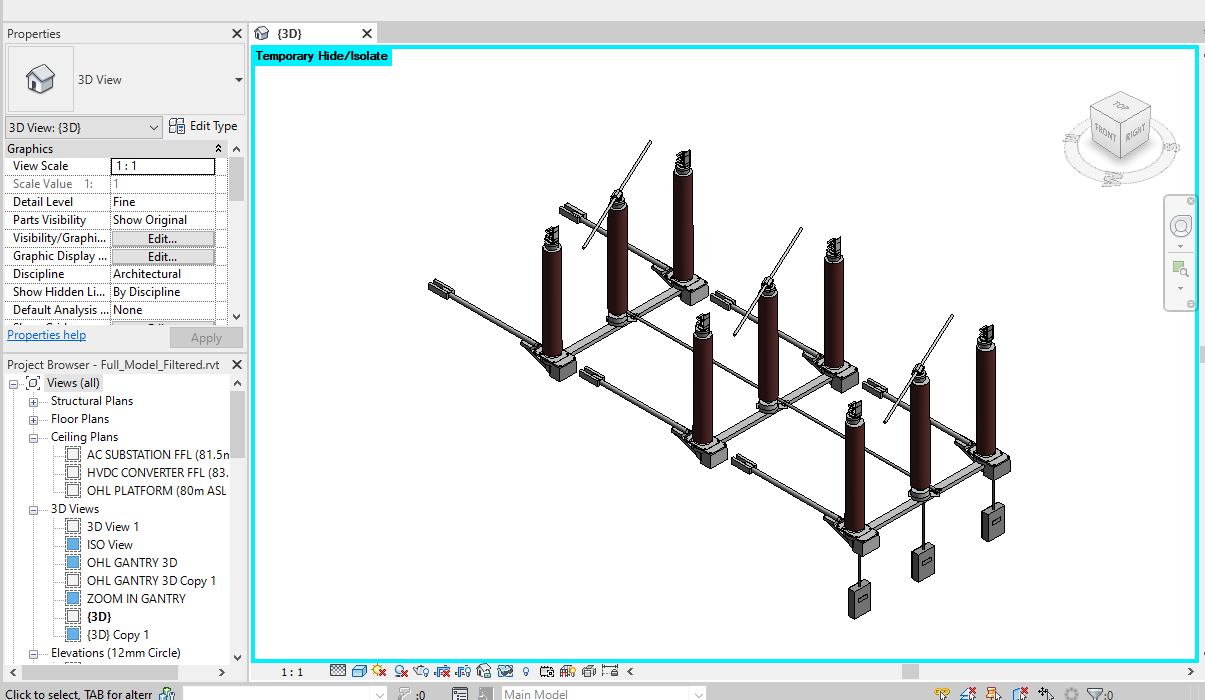 Properties
{3D}
Temporary Hide/Isolate
3D View
3D View: {3D}
Edit Type
Graphics
View Scale
1 : 1
Scale Value 1:
1
Detail Level
Fine
Parts Visibility
Show Original
Visibility/Graphi...
Edit...
Graphic Display ...
Edit...
Discipline
Architectural
Show Hidden Li...
By Discipline
Default Analysis ...
None
Properties help
Apply
Project Browser - Full_Model_Filtered.rvt
Views (all)
Structural Plans
Floor Plans
Ceiling Plans
AC SUBSTATION FFL (81.5m
HVDC CONVERTER FFL (83.
OHL PLATFORM (80m ASL
3D Views
3D View 1
ISO View
OHL GANTRY 3D
OHL GANTRY 3D Copy 1
ZOOM IN GANTRY
{3D}
{3D} Copy 1
Elevations (12mm Circle)
TOP
FRONT
RIGHT
W
S
1 : 1
Click to select, TAB for altern
:0
Main Model
:0